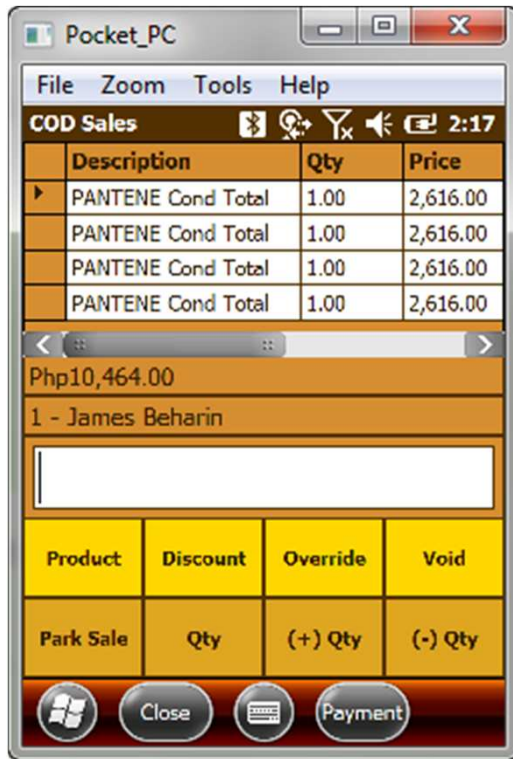 Pocket_PC
File Zoom Tools Help
COD Sales 2:17
Description Qty Price
PANTENE Cond Total 1.00 2,616.00
PANTENE Cond Total 1.00 2,616.00
PANTENE Cond Total 1.00 2,616.00
PANTENE Cond Total 1.00 2,616.00
Php10,464.00
1 - James Beharin
Product Discount Override Void
Park Sale Qty (+) Qty (-) Qty
Close Payment